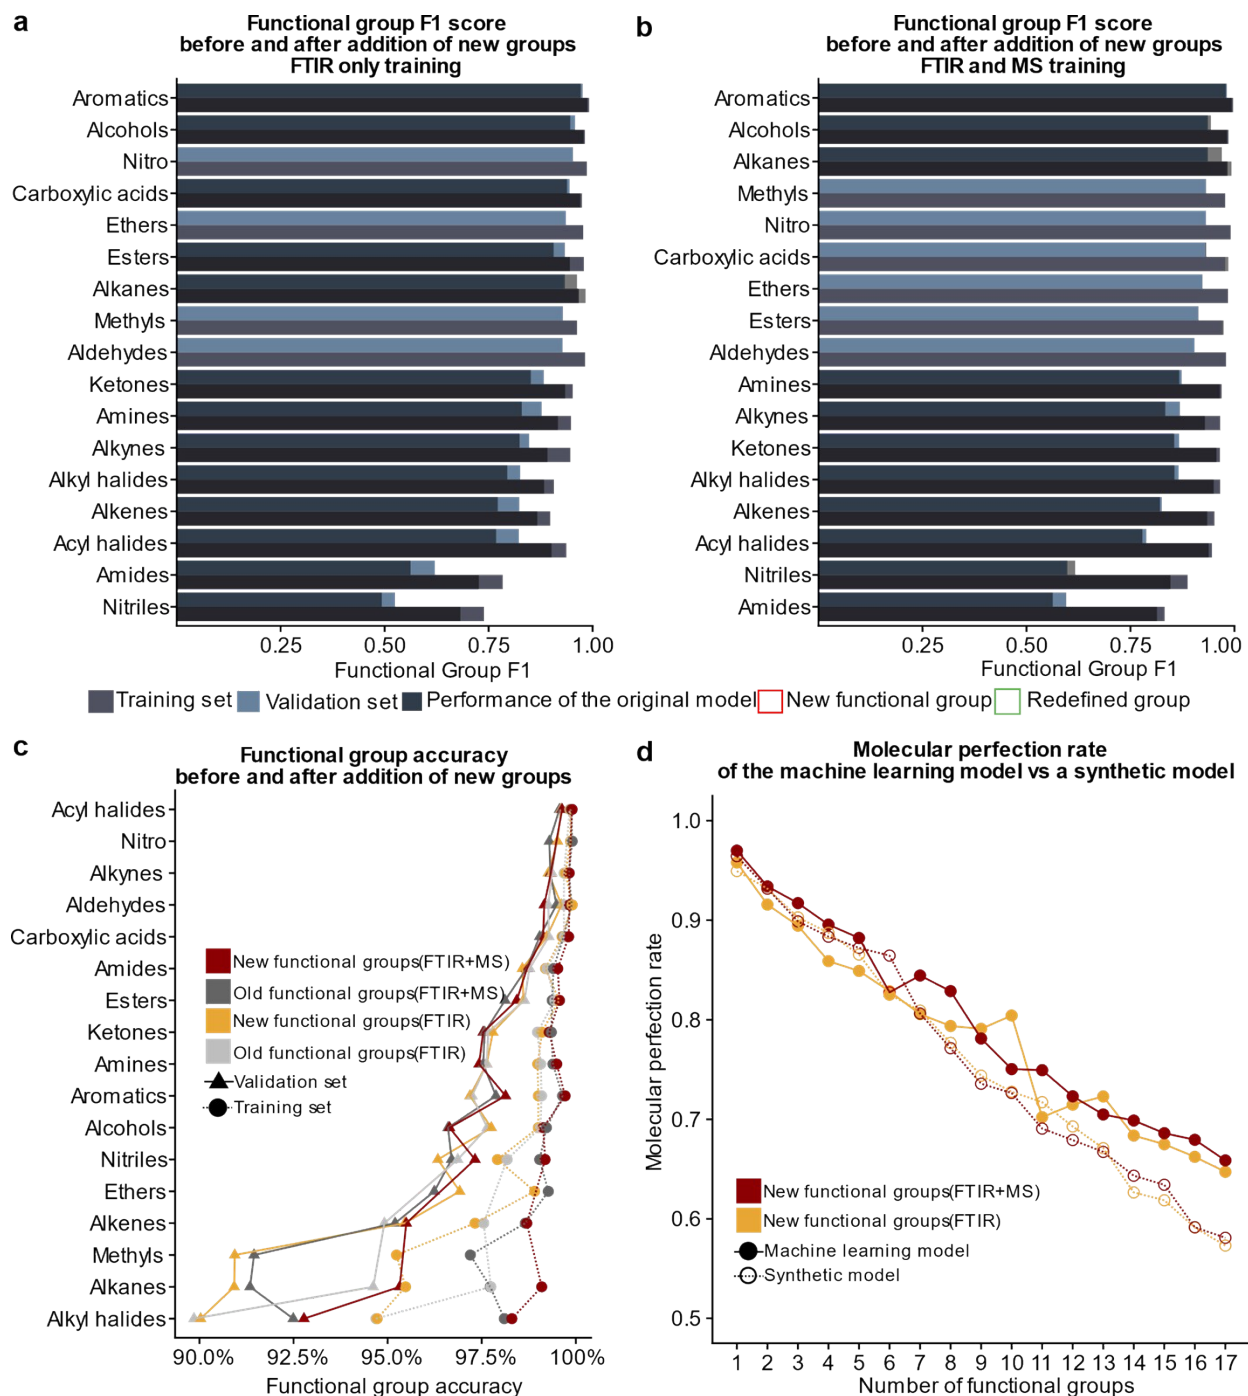 a
Functional group F1 score
before and after addition of new groups
FTIR only training
Aromatics
Alcohols
Nitro
Carboxylic acids
Ethers
Esters
Alkanes
Methyls
Aldehydes
Ketones
Amines
Alkynes
Alkyl halides
Alkenes
Acyl halides
Amides
Nitriles
0.25 0.50 0.75 1.00
Functional Group F1
b
Functional group F1 score
before and after addition of new groups
FTIR and MS training
Aromatics
Alcohols
Alkanes
Methyls
Nitro
Carboxylic acids
Ethers
Esters
Aldehydes
Amines
Alkynes
Ketones
Alkyl halides
Alkenes
Acyl halides
Nitriles
Amides
0.25 0.50 0.75 1.00
Functional Group F1
Training set Validation set Performance of the original model New functional group Redefined group
c
Functional group accuracy
before and after addition of new groups
Acyl halides
Nitro
Alkynes
Aldehydes
Carboxylic acids
Amides
Esters
Ketones
Amines
Aromatics
Alcohols
Nitriles
Ethers
Alkenes
Methyls
Alkanes
Alkyl halides
New functional groups(FTIR+MS)
Old functional groups(FTIR+MS)
New functional groups(FTIR)
Old functional groups(FTIR)
Validation set
Training set
90.0% 92.5% 95.0% 97.5% 100%
Functional group accuracy
d
Molecular perfection rate
of the machine learning model vs a synthetic model
Molecular perfection rate
1.0
0.9
0.8
0.7
0.6
0.5
New functional groups(FTIR+MS)
New functional groups(FTIR)
Machine learning model
Synthetic model
1 2 3 4 5 6 7 8 9 10 11 12 13 14 15 16 17
Number of functional groups